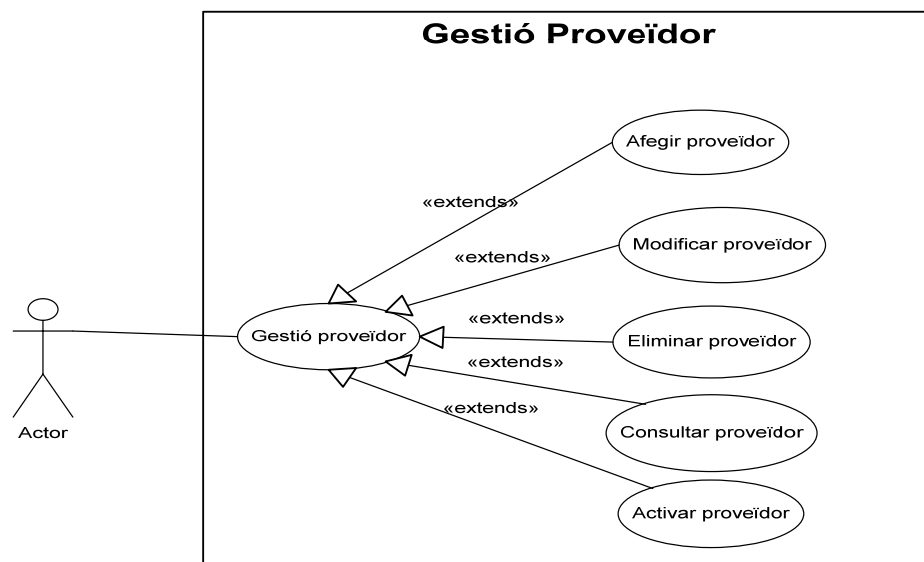 Gestió Proveïdor
Afegir proveïdor
«extends»
Modificar proveïdor
«extends»
«extends»
Gestió proveïdor
Eliminar proveïdor
«extends»
«extends»
Actor
Consultar proveïdor
Activar proveïdor